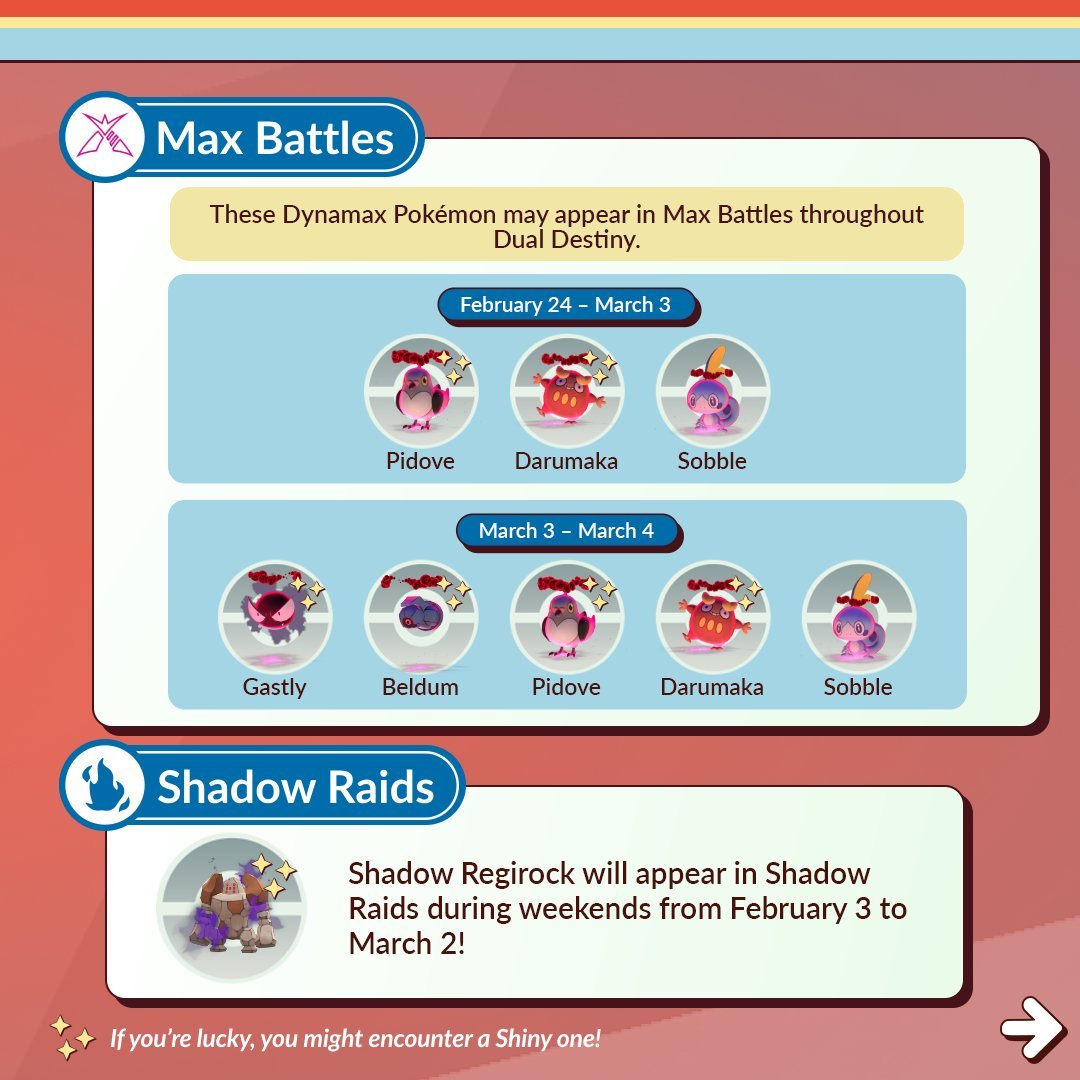 Max Battles
These Dynamax Pokémon may appear in Max Battles throughout
Dual Destiny.
February 24 – March 3
Pidove
Darumaka
Sobble
March 3 – March 4
Gastly
Beldum
Pidove
Darumaka
Sobble
Shadow Raids
Shadow Regirock will appear in Shadow
Raids during weekends from February 3 to
March 2!
If you're lucky, you might encounter a Shiny one!